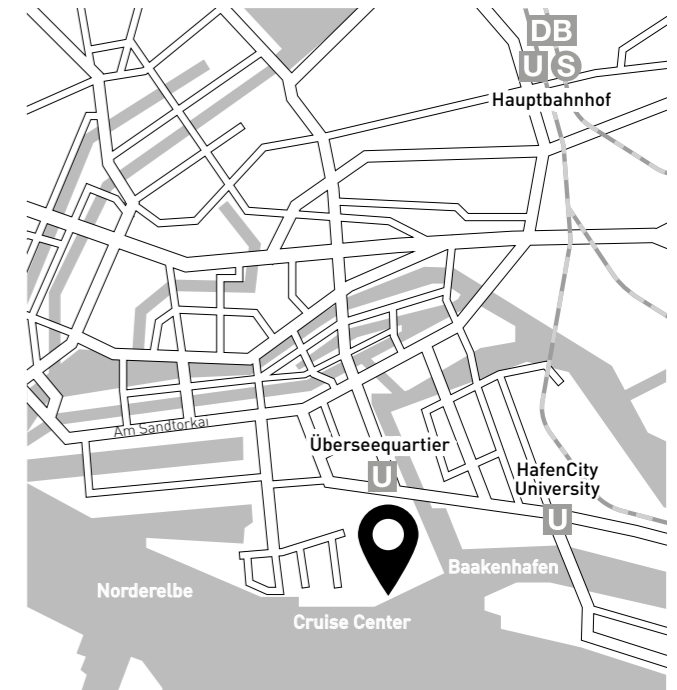 DB
U S
Hauptbahnhof
Am Sandtorkai
Überseequartier
U
HafenCity
University
U
Baakenhafen
Norderelbe
Cruise Center